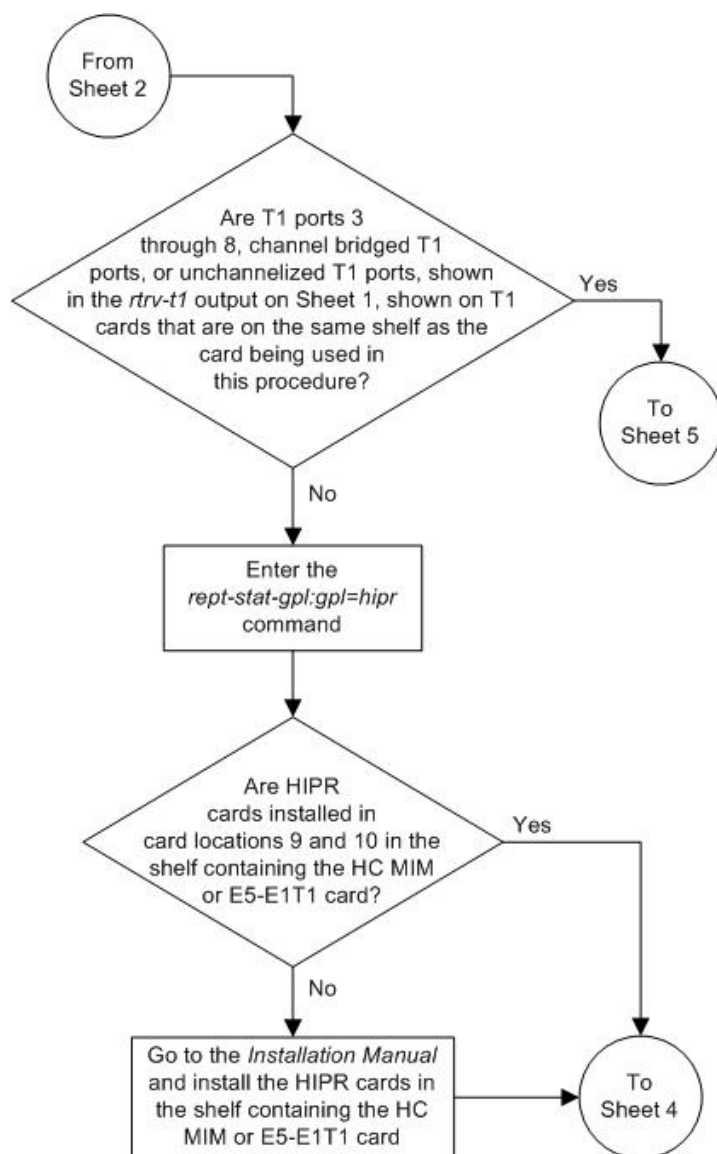 From
Sheet 2
Are T1 ports 3
through 8, channel bridged T1
ports, or unchannelized T1 ports, shown
in the rtrv-t1 output on Sheet 1, shown on T1
cards that are on the same shelf as the
card being used in
this procedure?
Yes
To
Sheet 5
No
Enter the
rept-stat-gpl:gpl=hipr
command
Are HIPR
cards installed in
card locations 9 and 10 in the
shelf containing the HC MIM
or E5-E1T1 card?
Yes
No
Go to the Installation Manual
and install the HIPR cards in
the shelf containing the HC
MIM or E5-E1T1 card
To
Sheet 4